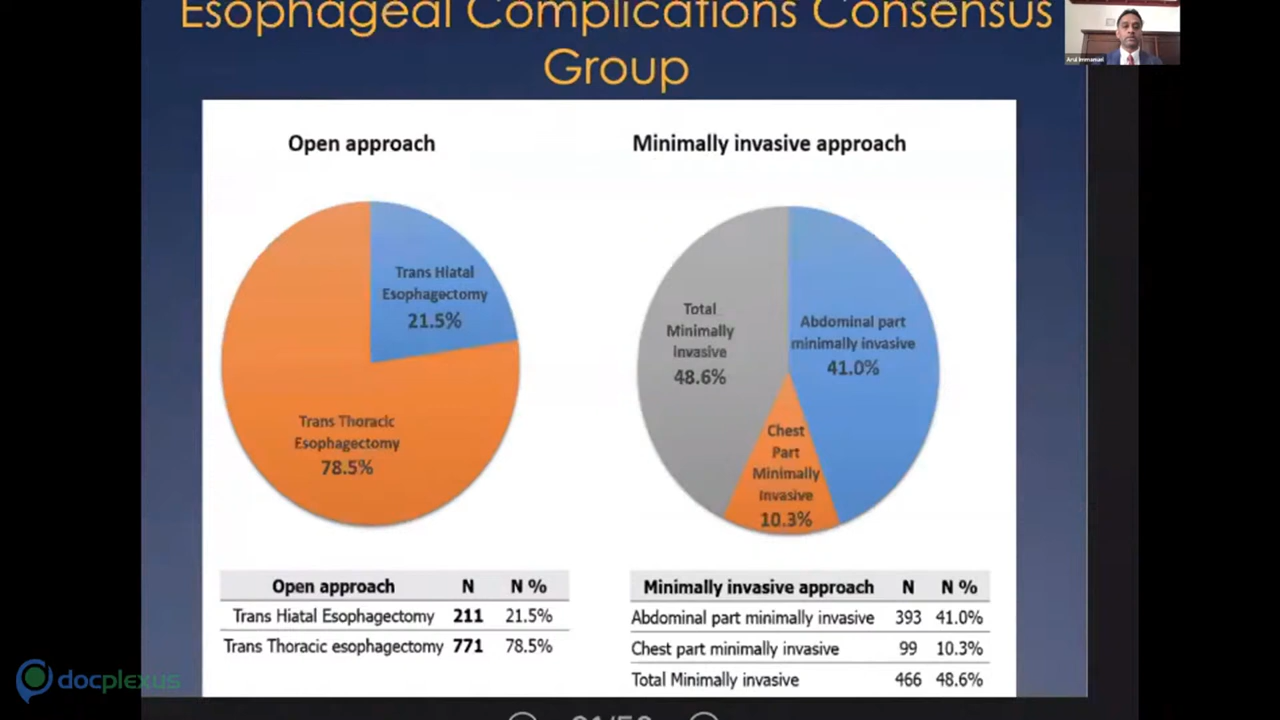 Esophageal Complications Consensus
Group
Arul Immanuel
Open approach
Minimally invasive approach
Trans Hiatal
Esophagectomy
21.5%
Trans Thoracic
Esophagectomy
78.5%
Total
Minimally
Invasive
48.6%
Abdominal part
minimally invasive
41.0%
Chest
Part
Minimally
Invasive
10.3%
Open approach N N %
Trans Hiatal Esophagectomy 211 21.5%
Trans Thoracic esophagectomy 771 78.5%
Minimally invasive approach N N %
Abdominal part minimally invasive 393 41.0%
Chest part minimally invasive 99 10.3%
Total Minimally invasive 466 48.6%
docplexus